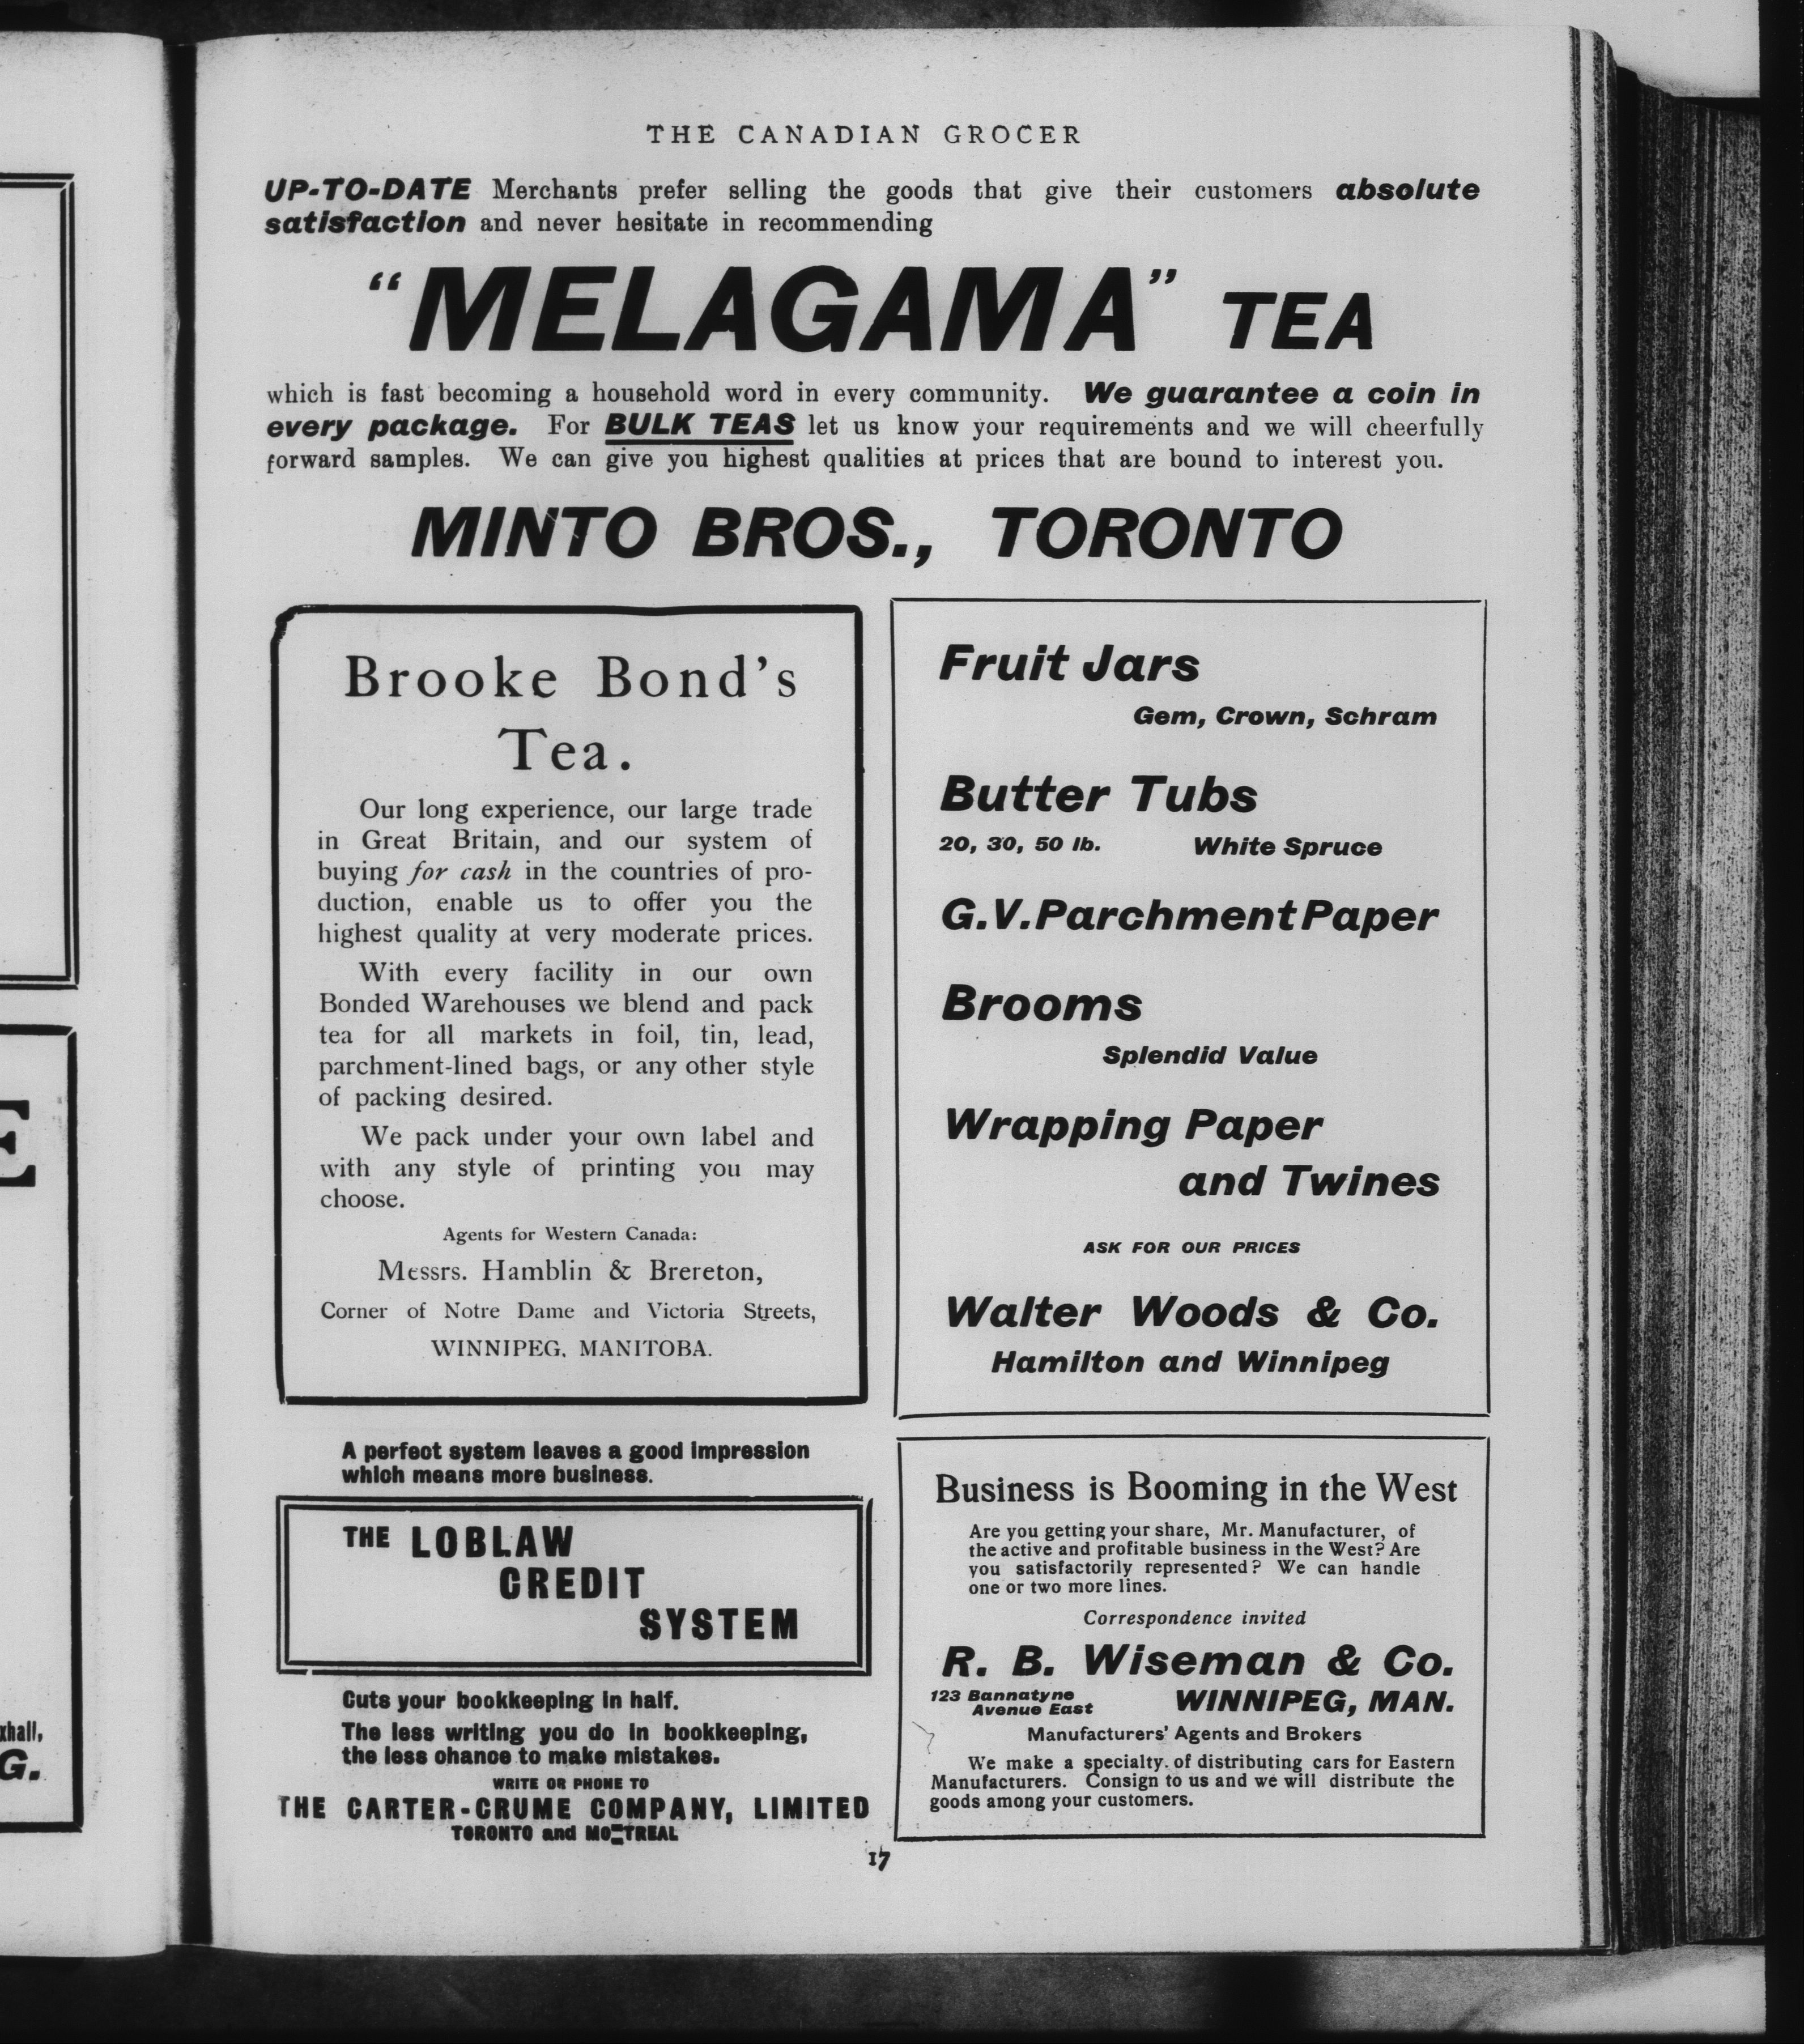 THE CANADIAN GROCER
UP-TO-DATE Merchants prefer selling the goods that give their customers absolute
satisfaction and never hesitate in recommending
"MELAGAMA" TEA
which is fast becoming a household word in every community. We guarantee a coin in
every package. For BULK TEAS let us know your requirements and we will cheerfully
forward samples. We can give you highest qualities at prices that are bound to interest you.
MINTO BROS., TORONTO
Brooke Bond's
Tea.
Our long experience, our large trade
in Great Britain, and our system of
buying for cash in the countries of pro-
duction, enable us to offer you the
highest quality at very moderate prices.
With every facility in our own
Bonded Warehouses we blend and pack
tea for all markets in foil, tin, lead,
parchment-lined bags, or any other style
of packing desired.
We pack under your own label and
with any style of printing you may
choose.
Agents for Western Canada:
Messrs. Hamblin & Brereton,
Corner of Notre Dame and Victoria Streets,
WINNIPEG, MANITOBA.
A perfect system leaves a good impression
which means more business.
THE LOBLAW
CREDIT
SYSTEM
Cuts your bookkeeping in half.
The less writing you do in bookkeeping,
the less chance to make mistakes.
WRITE OR PHONE TO
THE CARTER-CRUME COMPANY, LIMITED
TORONTO and MONTREAL
Fruit Jars
Gem, Crown, Schram
Butter Tubs
20, 30, 50 lb. White Spruce
G.V. Parchment Paper
Brooms
Splendid Value
Wrapping Paper
and Twines
ASK FOR OUR PRICES
Walter Woods & Co.
Hamilton and Winnipeg
Business is Booming in the West
Are you getting your share, Mr. Manufacturer, of
the active and profitable business in the West? Are
you satisfactorily represented? We can handle
one or two more lines.
Correspondence invited
R. B. Wiseman & Co.
123 Bannatyne
Avenue East WINNIPEG, MAN.
Manufacturers' Agents and Brokers
We make a specialty of distributing cars for Eastern
Manufacturers. Consign to us and we will distribute the
goods among your customers.
17